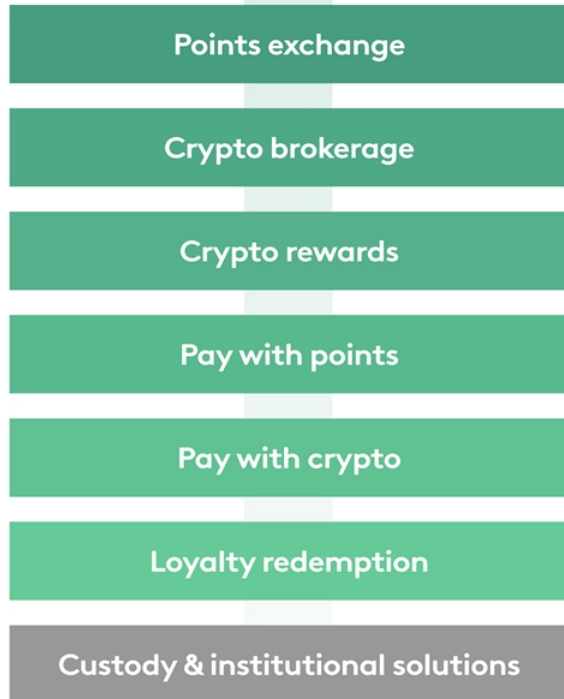 Points exchange
Crypto brokerage
Crypto rewards
Pay with points
Pay with crypto
Loyalty redemption
Custody & institutional solutions